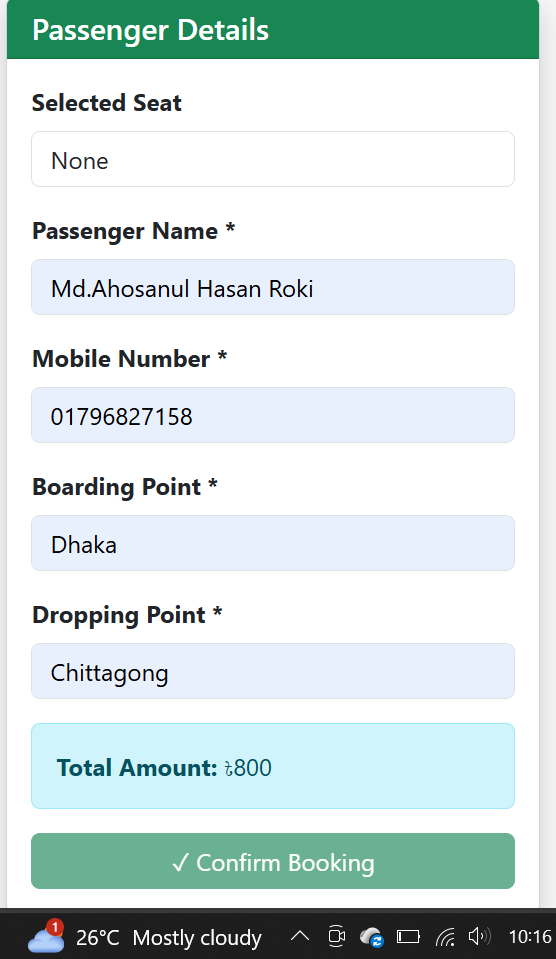 Passenger Details
Selected Seat
None
Passenger Name *
Md.Ahosanul Hasan Roki
Mobile Number *
01796827158
Boarding Point *
Dhaka
Dropping Point *
Chittagong
Total Amount: ৳800
✓ Confirm Booking
1
26°C Mostly cloudy
10:16